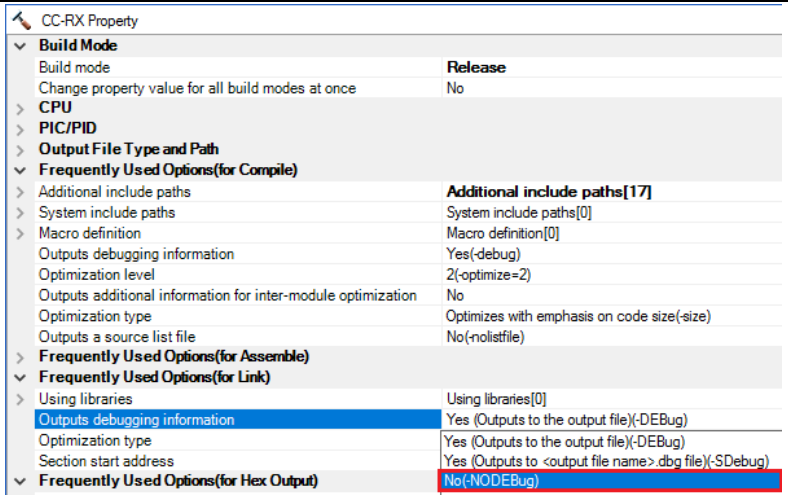 CC-RX Property
Build Mode
Build mode Release
Change property value for all build modes at once No
CPU
PIC/PID
Output File Type and Path
Frequently Used Options(for Compile)
Additional include paths Additional include paths[17]
System include paths System include paths[0]
Macro definition Macro definition[0]
Outputs debugging information Yes(-debug)
Optimization level 2(-optimize=2)
Outputs additional information for inter-module optimization No
Optimization type Optimizes with emphasis on code size(-size)
Outputs a source list file No(-nolistfile)
Frequently Used Options(for Assemble)
Frequently Used Options(for Link)
Using libraries Using libraries[0]
Outputs debugging information Yes (Outputs to the output file)(-DEBug)
Optimization type Yes (Outputs to the output file)(-DEBug)
Section start address Yes (Outputs to <output file name>.dbg file)(-SDebug)
Frequently Used Options(for Hex Output) No(-NODEBug)